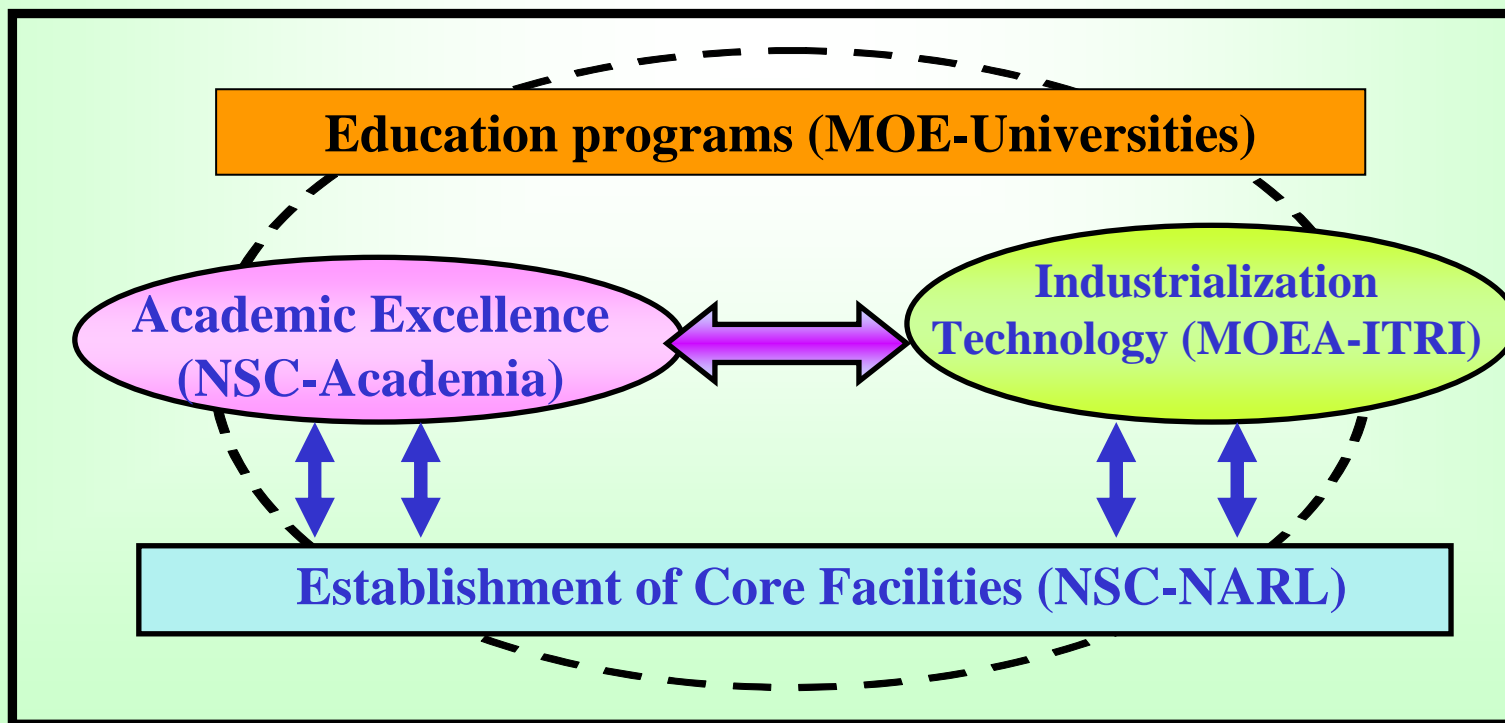 Education programs (MOE-Universities)
Academic Excellence
(NSC-Academia)
Industrialization
Technology (MOEA-ITRI)
Establishment of Core Facilities (NSC-NARL)